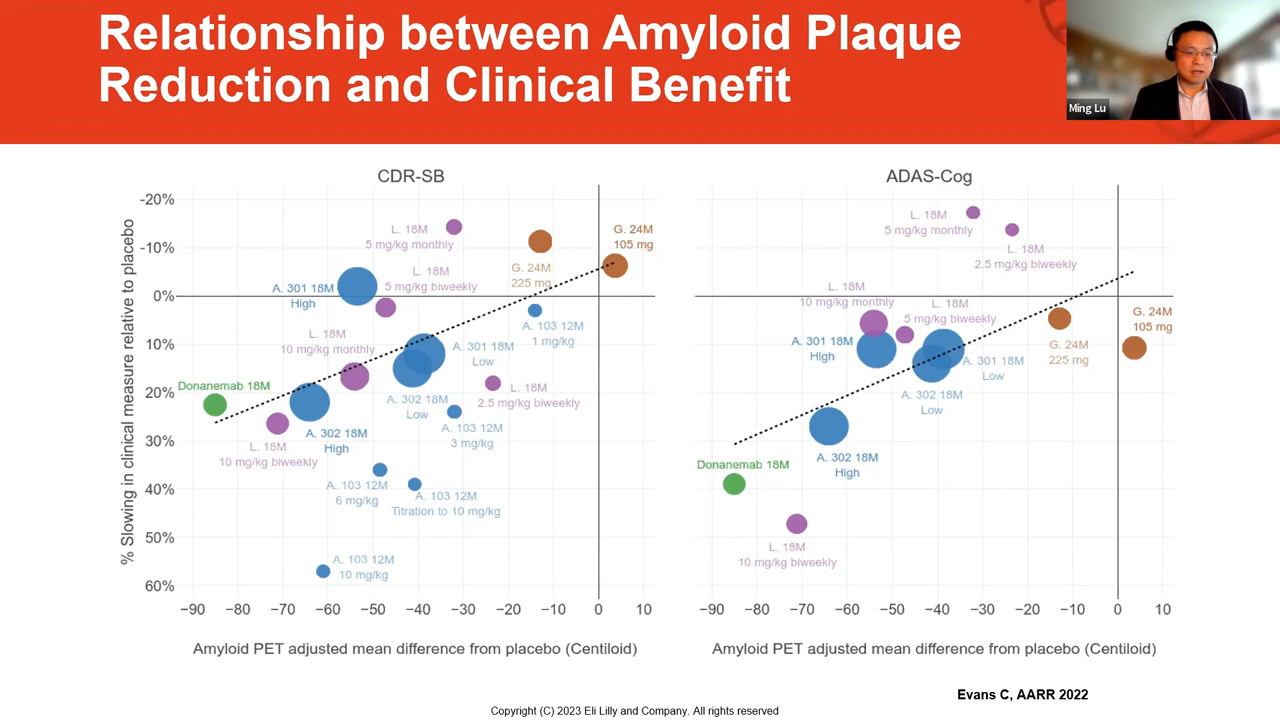 Relationship between Amyloid Plaque
Reduction and Clinical Benefit
Ming Lu
CDR-SB
% Slowing in clinical measure relative to placebo
-20%
-10%
0%
10%
20%
30%
40%
50%
60%
L. 18M
5 mg/kg monthly
G. 24M
105 mg
G. 24M
225 mg
A. 301 18M
High
L. 18M
5 mg/kg biweekly
A. 103 12M
1 mg/kg
L. 18M
10 mg/kg monthly
A. 301 18M
Low
Donanemab 18M
A. 302 18M
Low
L. 18M
2.5 mg/kg biweekly
A. 302 18M
High
A. 103 12M
3 mg/kg
L. 18M
10 mg/kg biweekly
A. 103 12M
6 mg/kg
A. 103 12M
Titration to 10 mg/kg
A. 103 12M
10 mg/kg
−90 −80 −70 −60 −50 −40 −30 −20 −10 0 10
Amyloid PET adjusted mean difference from placebo (Centiloid)
ADAS-Cog
L. 18M
5 mg/kg monthly
L. 18M
2.5 mg/kg biweekly
L. 18M
10 mg/kg monthly
L. 18M
5 mg/kg biweekly
G. 24M
105 mg
A. 301 18M
High
G. 24M
225 mg
A. 301 18M
Low
A. 302 18M
Low
A. 302 18M
High
Donanemab 18M
L. 18M
10 mg/kg biweekly
−90 −80 −70 −60 −50 −40 −30 −20 −10 0 10
Amyloid PET adjusted mean difference from placebo (Centiloid)
Evans C, AARR 2022
Copyright (C) 2023 Eli Lilly and Company. All rights reserved